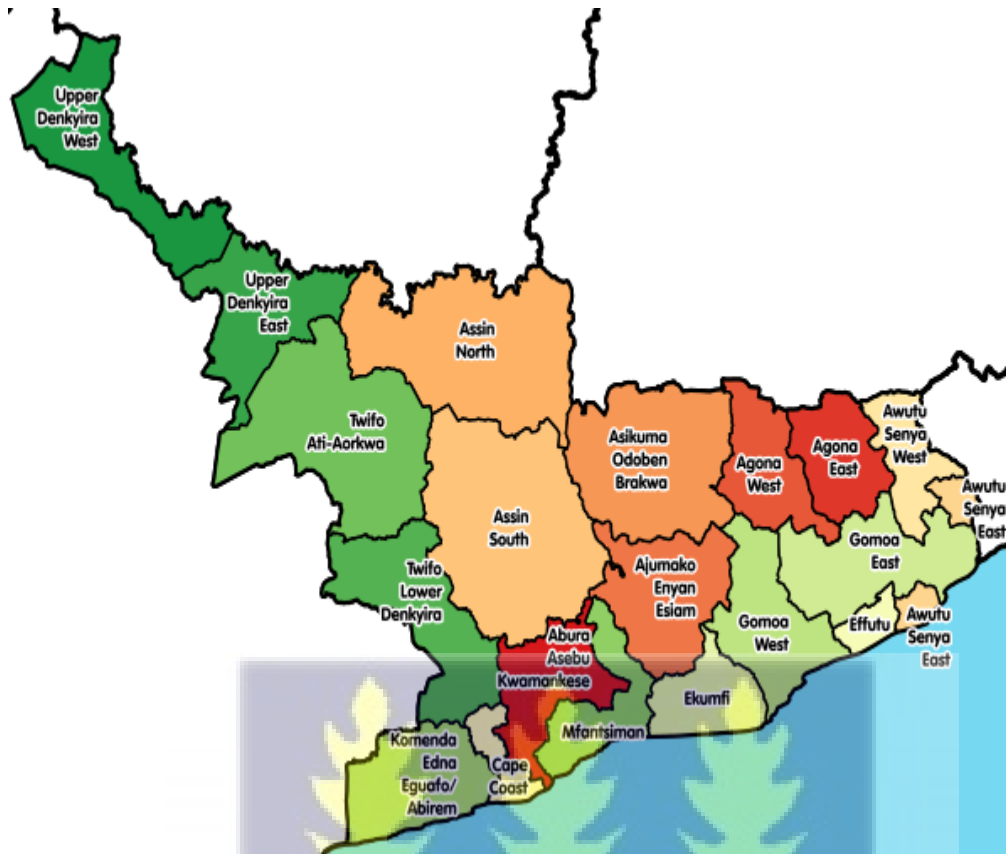 Upper
Denkyira
West
Upper
Denkyira
East
Assin
North
Twifo
Ati-Aorkwa
Asikuma
Odoben
Brakwa
Agona
West
Agona
East
Awutu
Senya
West
Awutu
Senya
East
Assin
South
Gomoa
East
Twifo
Lower
Denkyira
Ajumako
Enyan
Esiam
Gomoa
West
Effutu
Awutu
Senya
East
Abura
Asebu
Kwamankese
Ekumfi
Mfantsiman
Komenda
Edna
Eguafo/
Abirem
Cape
Coast